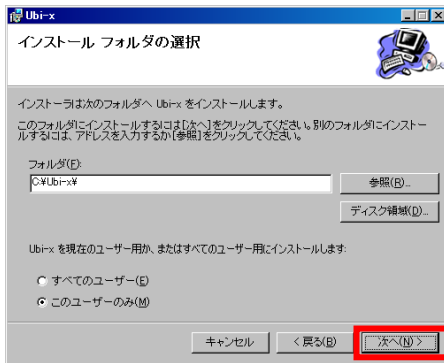 Ubi-x
インストール フォルダの選択
インストーラは次のフォルダへ Ubi-x をインストールします。
このフォルダにインストールするには[次へ]をクリックしてください。別のフォルダにインストー
ルするには、アドレスを入力するか[参照]をクリックしてください。
フォルダ(F):
C:¥Ubi-x¥
参照(R)...
ディスク領域(D)...
Ubi-x を現在のユーザー用か、またはすべてのユーザー用にインストールします:
すべてのユーザー(E)
このユーザーのみ(M)
キャンセル
< 戻る(B)
次へ(N) >